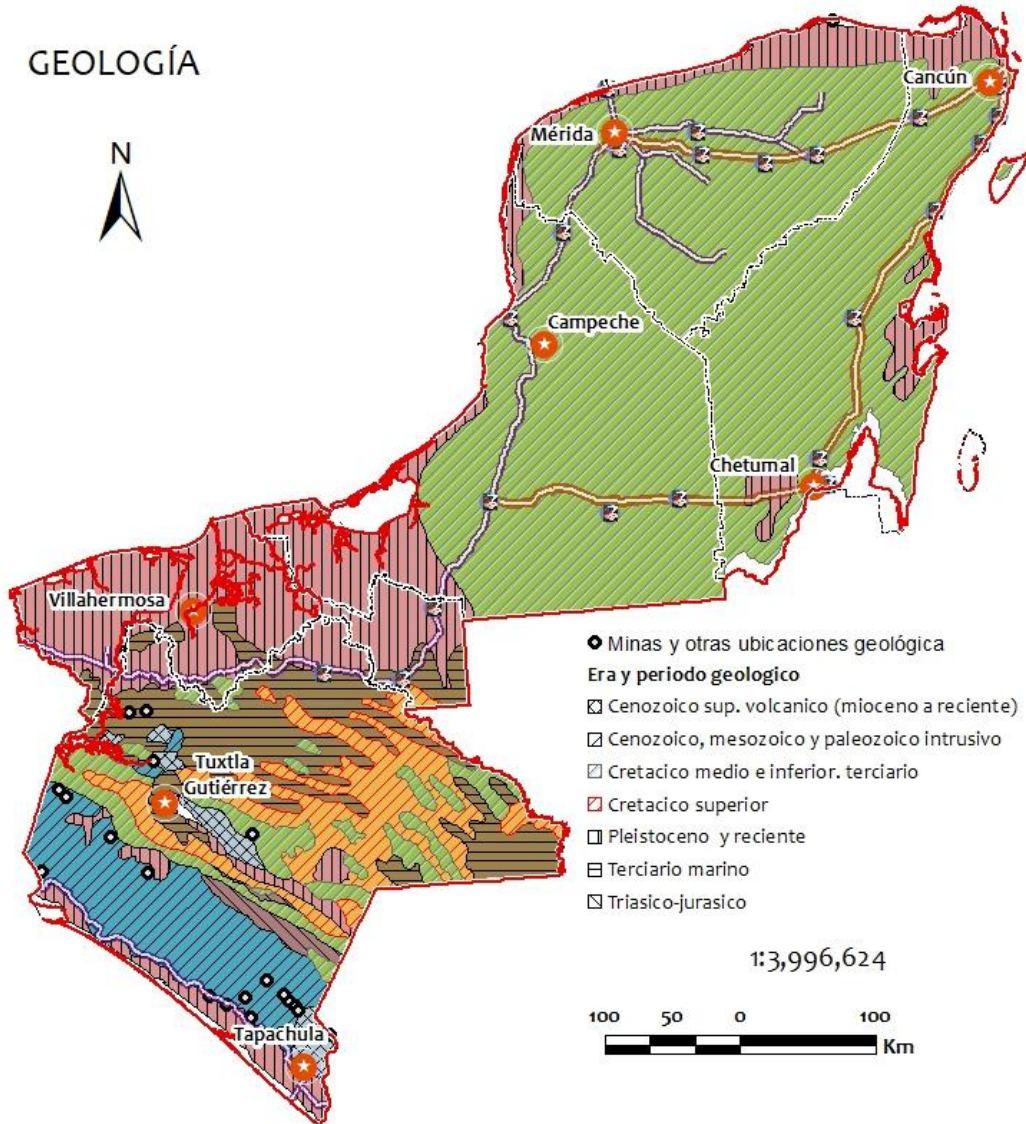 GEOLOGÍA
N
Cancún
Mérida
Campeche
Chetumal
Villahermosa
Tuxtla
Gutiérrez
Tapachula
Minas y otras ubicaciones geológica
Era y periodo geologico
Cenozoico sup. volcanico (mioceno a reciente)
Cenozoico, mesozoico y paleozoico intrusivo
Cretacico medio e inferior. terciario
Cretacico superior
Pleistoceno y reciente
Terciario marino
Triasico-jurasico
1:3,996,624
100 50 0 100
Km